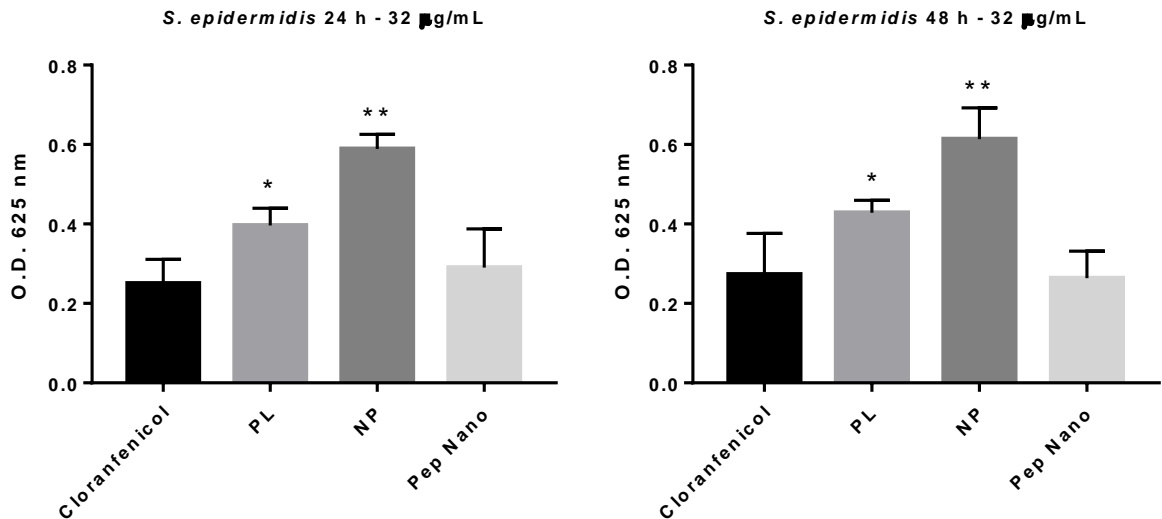 S. epidermidis 24 h - 32 μg/mL
O.D. 625 nm
0.8
0.6
0.4
0.2
0.0
*
**
Cloranfenicol
PL
NP
Pep Nano
S. epidermidis 48 h - 32 μg/mL
O.D. 625 nm
0.8
0.6
0.4
0.2
0.0
*
**
Cloranfenicol
PL
NP
Pep Nano